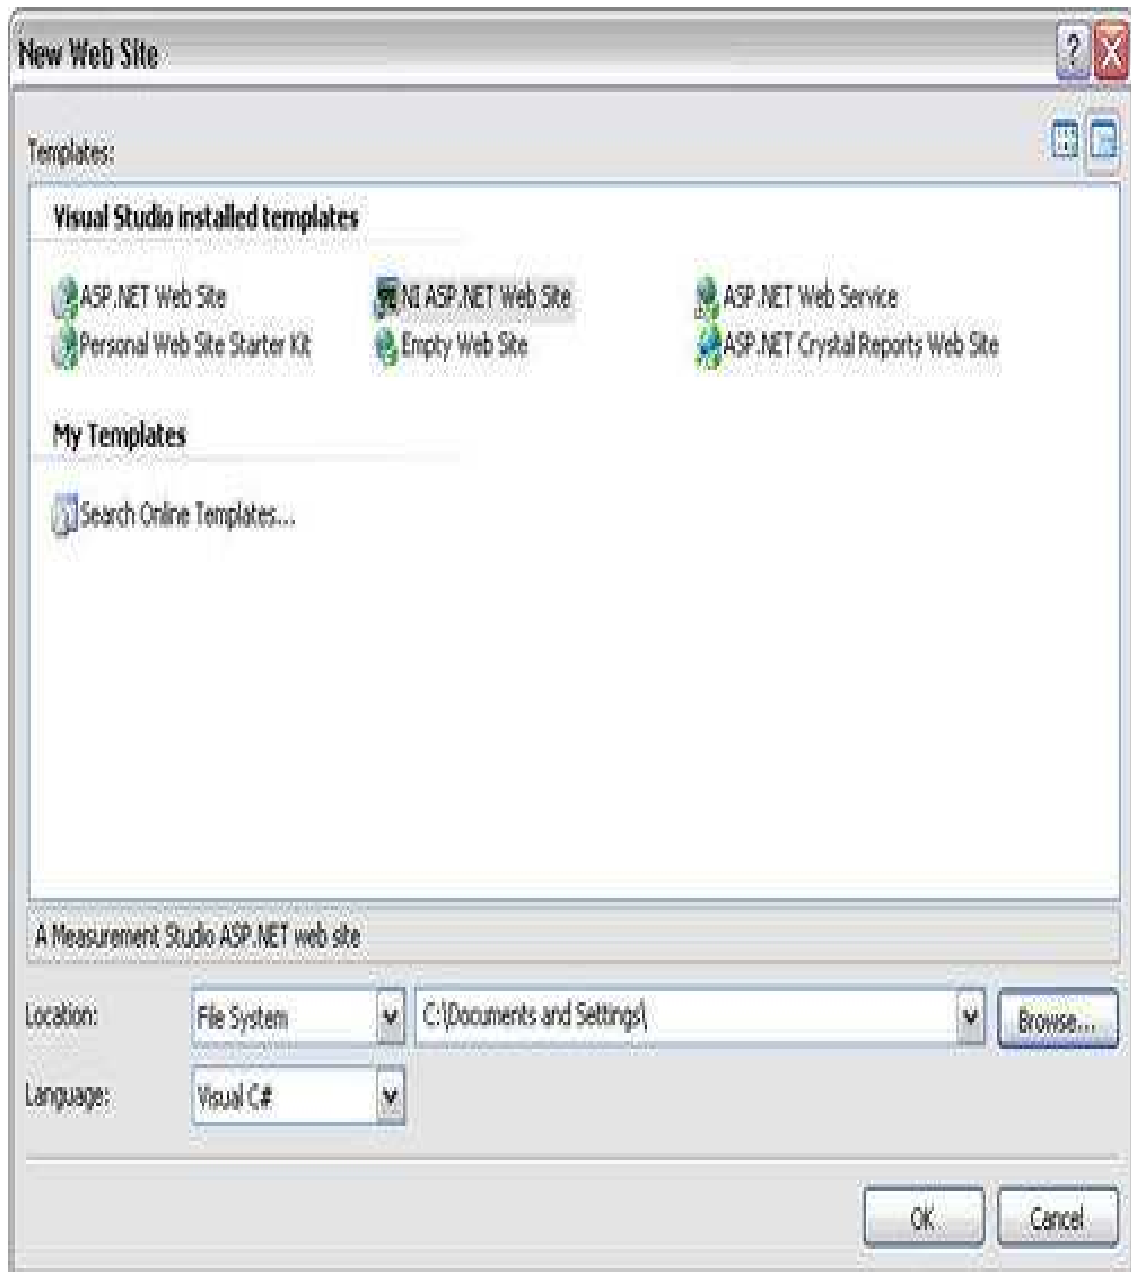 New Web Site
Templates:
Visual Studio installed templates
ASP.NET Web Site NI ASP.NET Web Site ASP.NET Web Service
Personal Web Site Starter Kit Empty Web Site ASP.NET Crystal Reports Web Site
My Templates
Search Online Templates...
A Measurement Studio ASP.NET web site
Location: File System C:\Documents and Settings\ Browse...
Language: Visual C#
OK Cancel